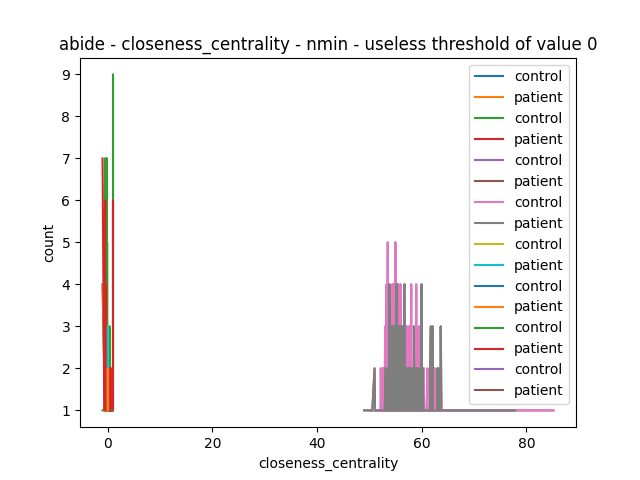 abide - closeness_centrality - nmin - useless threshold of value 0
9
8
7
6
5
4
3
2
1
count
0
20
40
60
80
closeness_centrality
control
patient
control
patient
control
patient
control
patient
control
patient
control
patient
control
patient
control
patient